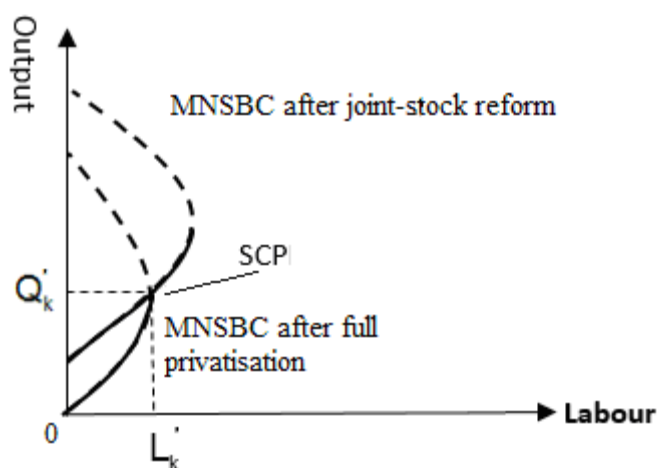 Output
MNSBC after joint-stock reform
SCP
Q'k
MNSBC after full
privatisation
0
Labour
L'k